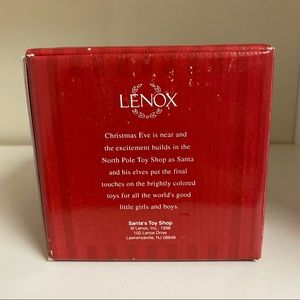 LENOX
Christmas Eve is near and
the excitement builds in the
North Pole Toy Shop as Santa
and his elves put the final
touches on the brightly colored
toys for all the world's good
little girls and boys.
Santa's Toy Shop
© Lenox, Inc., 1998
100 Lenox Drive
Lawrenceville, NJ 08648